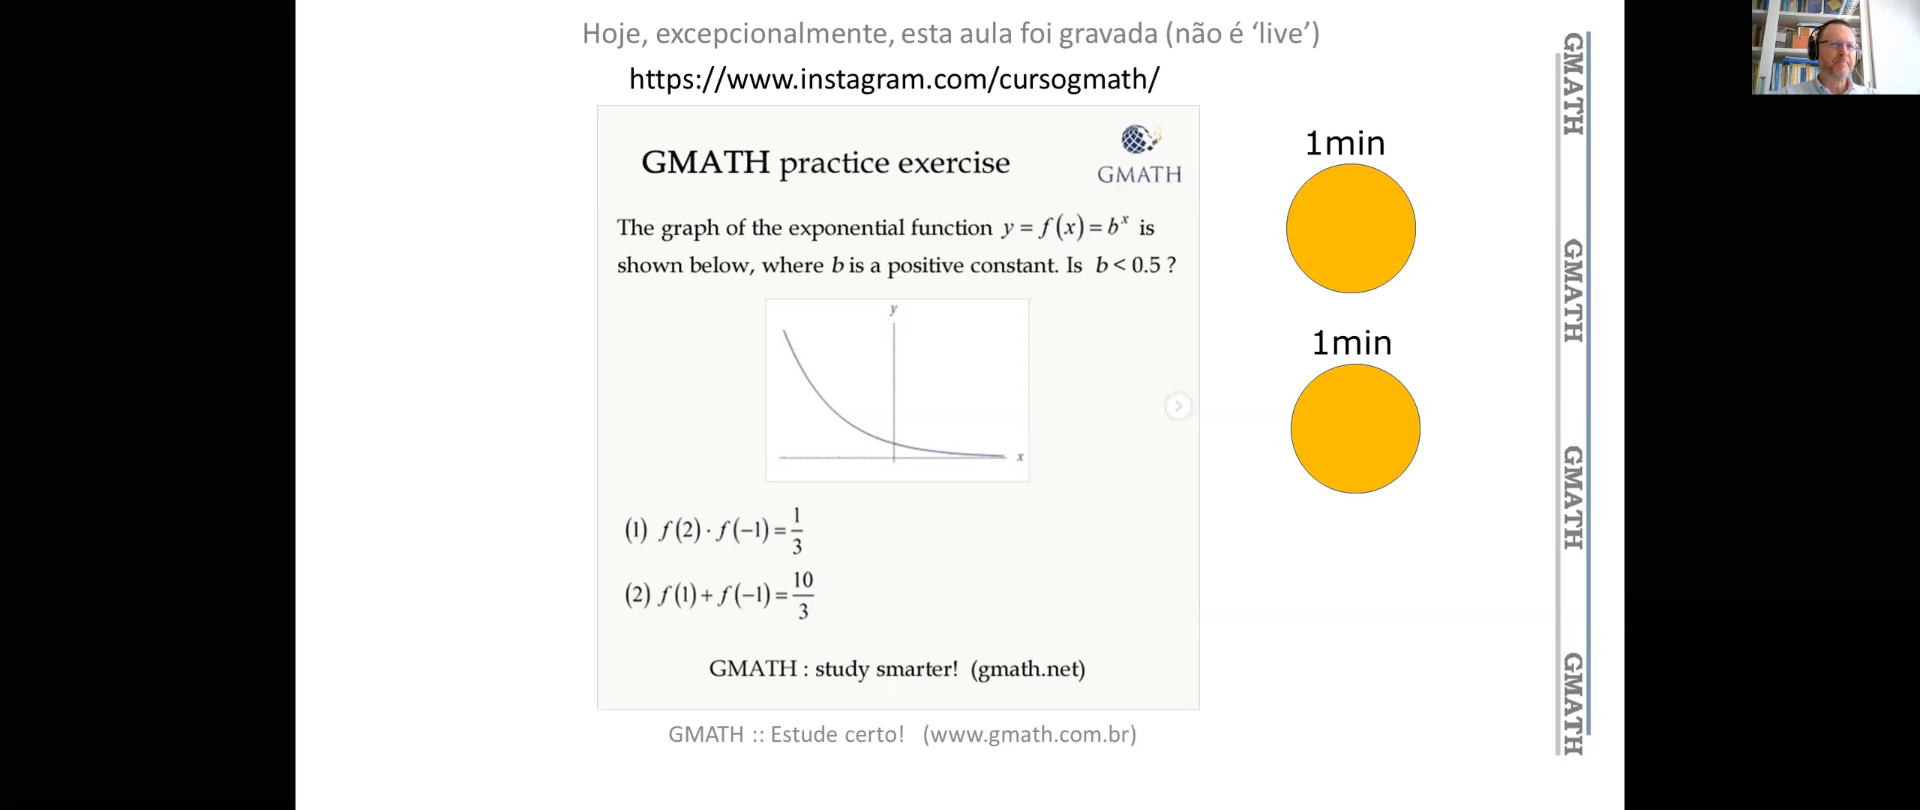 Hoje, excepcionalmente, esta aula foi gravada (não é ‘live’)
https://www.instagram.com/cursogmath/
GMATH practice exercise
GMATH
The graph of the exponential function y = f(x) = b^x is
shown below, where b is a positive constant. Is b < 0.5 ?
y
x
(1) f(2) · f(−1) = 1/3
(2) f(1) + f(−1) = 10/3
GMATH : study smarter! (gmath.net)
GMATH :: Estude certo! (www.gmath.com.br)
1min
1min
GMATH
GMATH
GMATH
GMATH